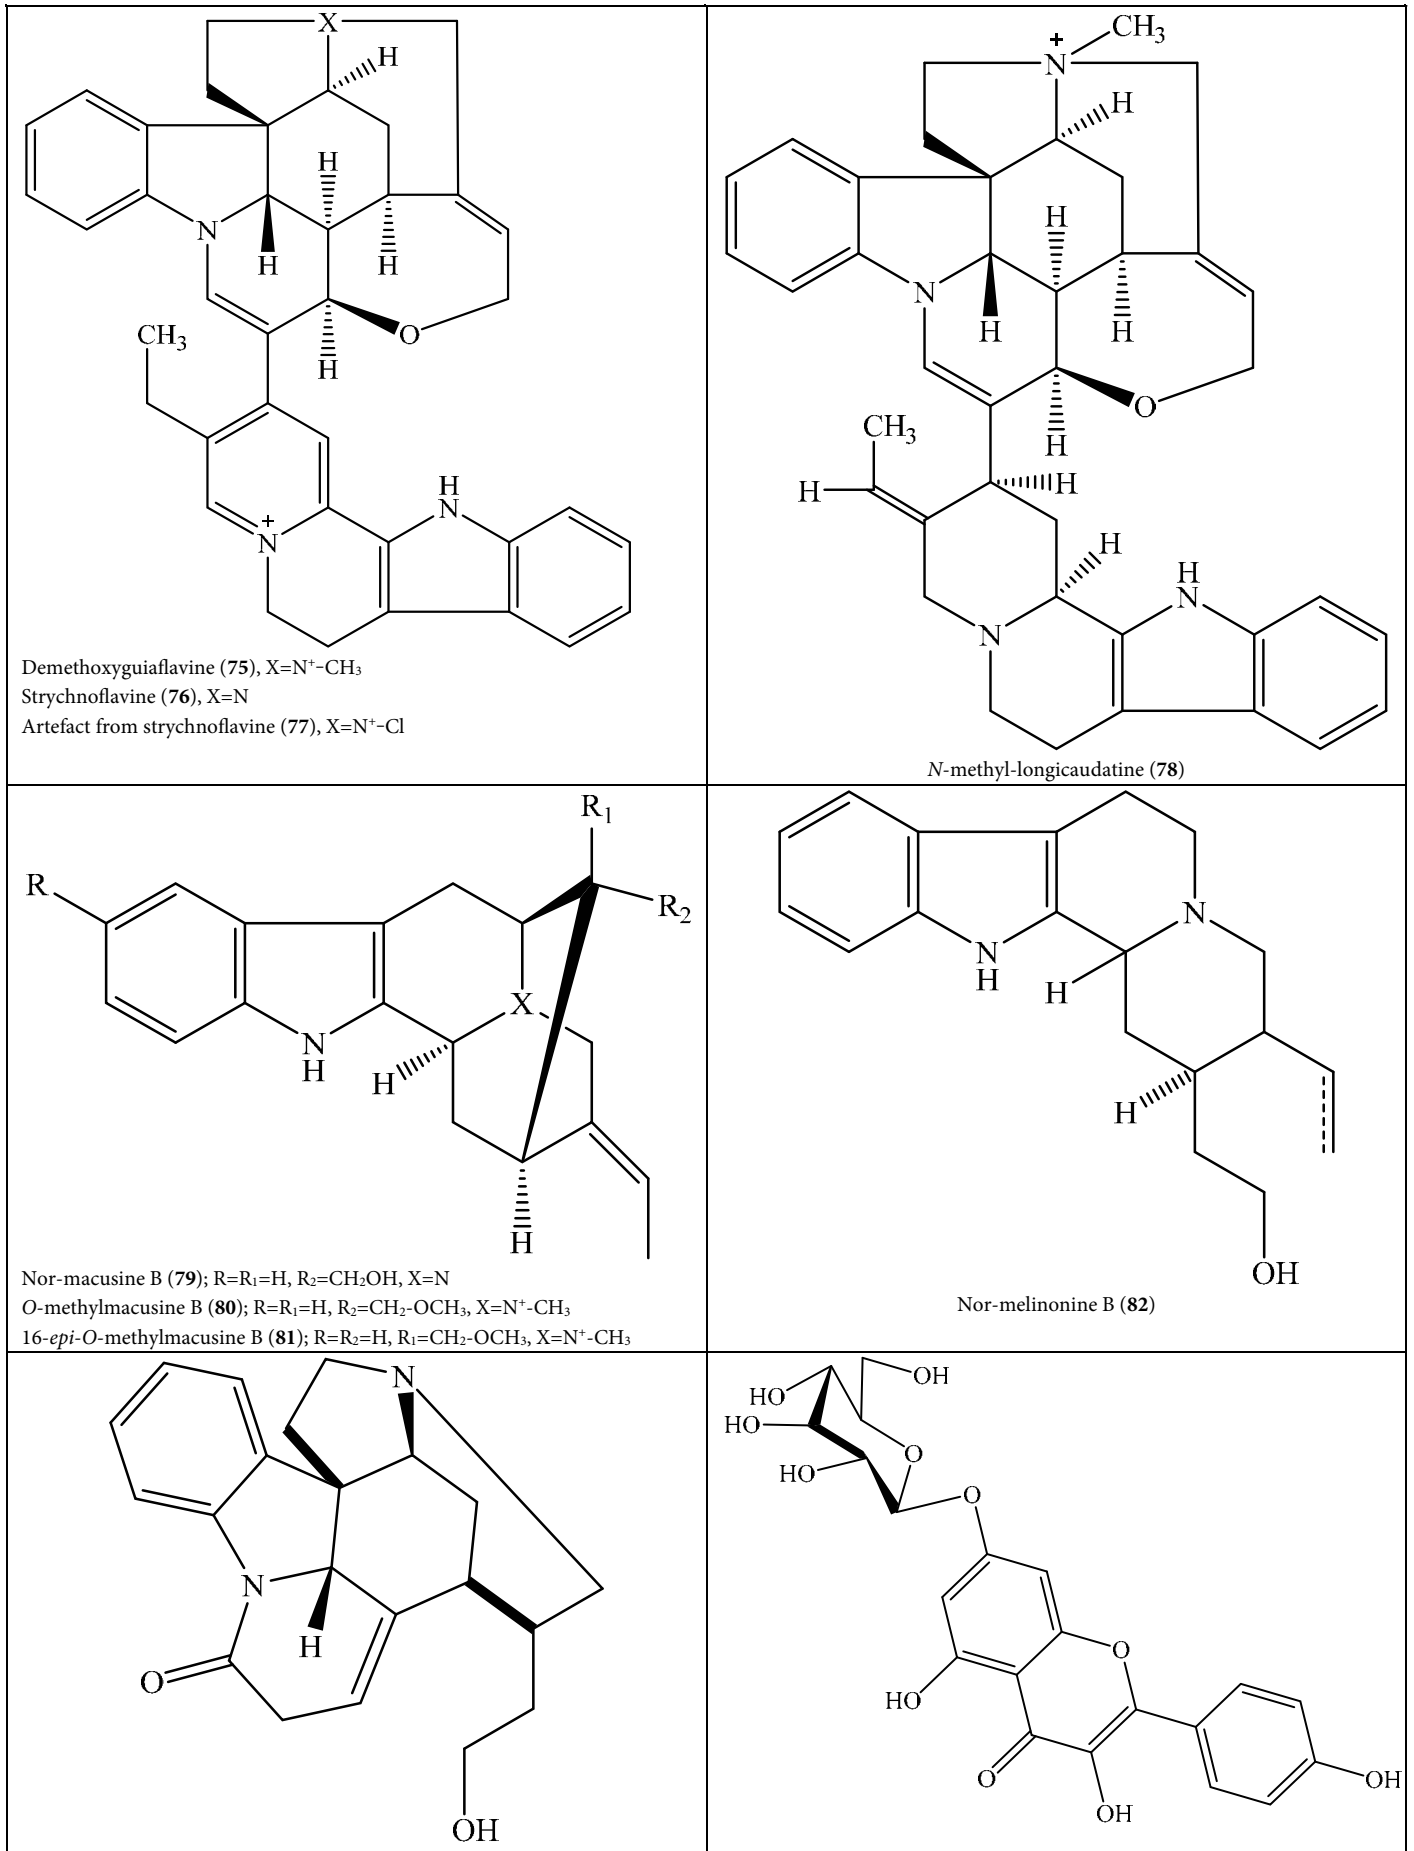 X
H
H
N
H
H
O
CH₃
H
H
N
+
N
Demethoxyguiaflavine (75), X=N⁺-CH₃
Strychnoflavine (76), X=N
Artefact from strychnoflavine (77), X=N⁺-Cl
+
CH₃
N
H
H
N
H
H
O
CH₃
H
H
H
H
H
N
N
N-methyl-longicaudatine (78)
R₁
R
R₂
X
N
H
H
H
Nor-macusine B (79); R=R₁=H, R₂=CH₂OH, X=N
O-methylmacusine B (80); R=R₁=H, R₂=CH₂-OCH₃, X=N⁺-CH₃
16-epi-O-methylmacusine B (81); R=R₂=H, R₁=CH₂-OCH₃, X=N⁺-CH₃
N
N
H
H
H
OH
Nor-melinonine B (82)
N
N
H
O
OH
OH
HO
HO
O
HO
O
O
HO
O
OH
OH